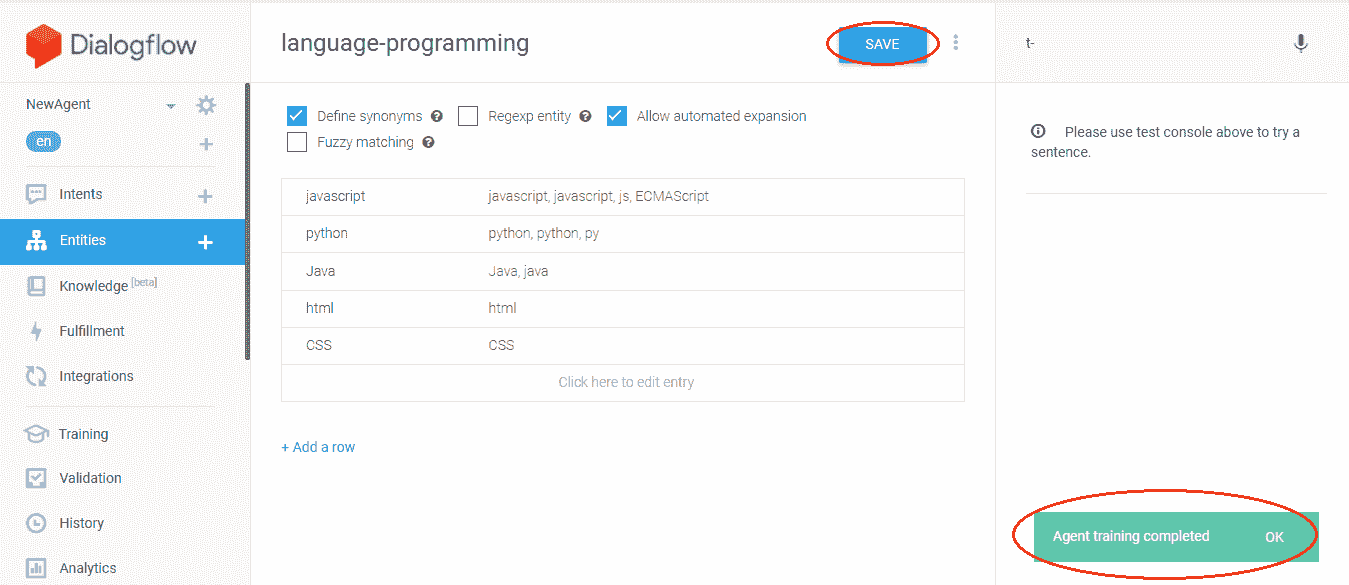 Dialogflow
NewAgent
en
Intents
Entities
Knowledge [beta]
Fulfillment
Integrations
Training
Validation
History
Analytics
language-programming
SAVE
Define synonyms
Regexp entity
Allow automated expansion
Fuzzy matching
javascript javascript, javascript, js, ECMAScript
python python, python, py
Java Java, java
html html
CSS CSS
Click here to edit entry
+ Add a row
t-
Please use test console above to try a
sentence.
Agent training completed OK